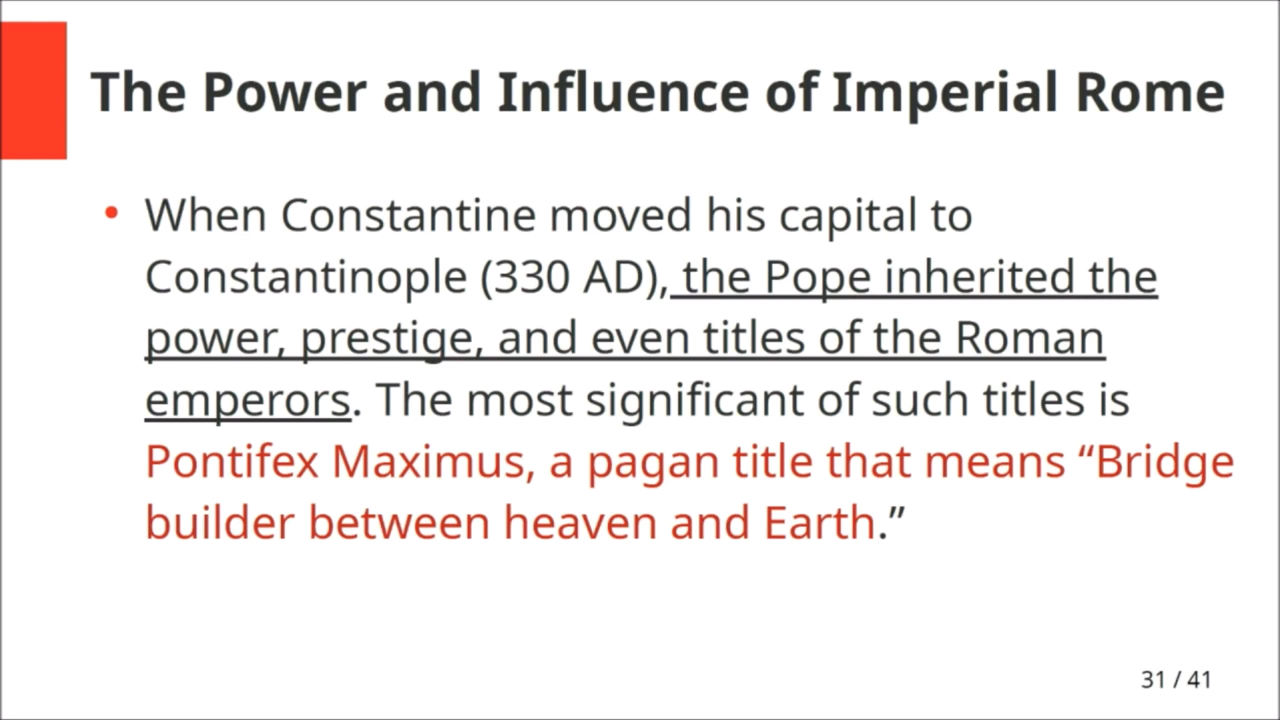 The Power and Influence of Imperial Rome
• When Constantine moved his capital to
Constantinople (330 AD), the Pope inherited the
power, prestige, and even titles of the Roman
emperors. The most significant of such titles is
Pontifex Maximus, a pagan title that means “Bridge
builder between heaven and Earth.”
31 / 41